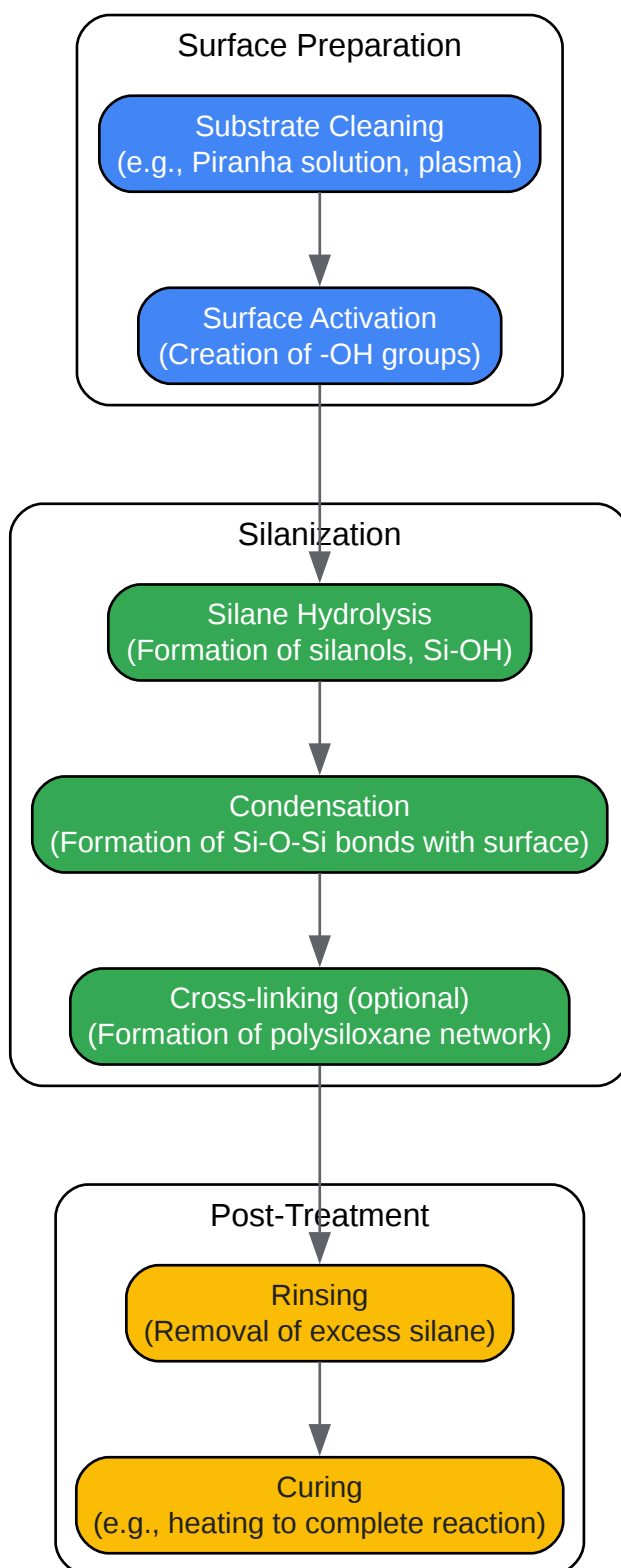 Surface Preparation
Substrate Cleaning
(e.g., Piranha solution, plasma)
Surface Activation
(Creation of -OH groups)
Silanization
Silane Hydrolysis
(Formation of silanols, Si-OH)
Condensation
(Formation of Si-O-Si bonds with surface)
Cross-linking (optional)
(Formation of polysiloxane network)
Post-Treatment
Rinsing
(Removal of excess silane)
Curing
(e.g., heating to complete reaction)